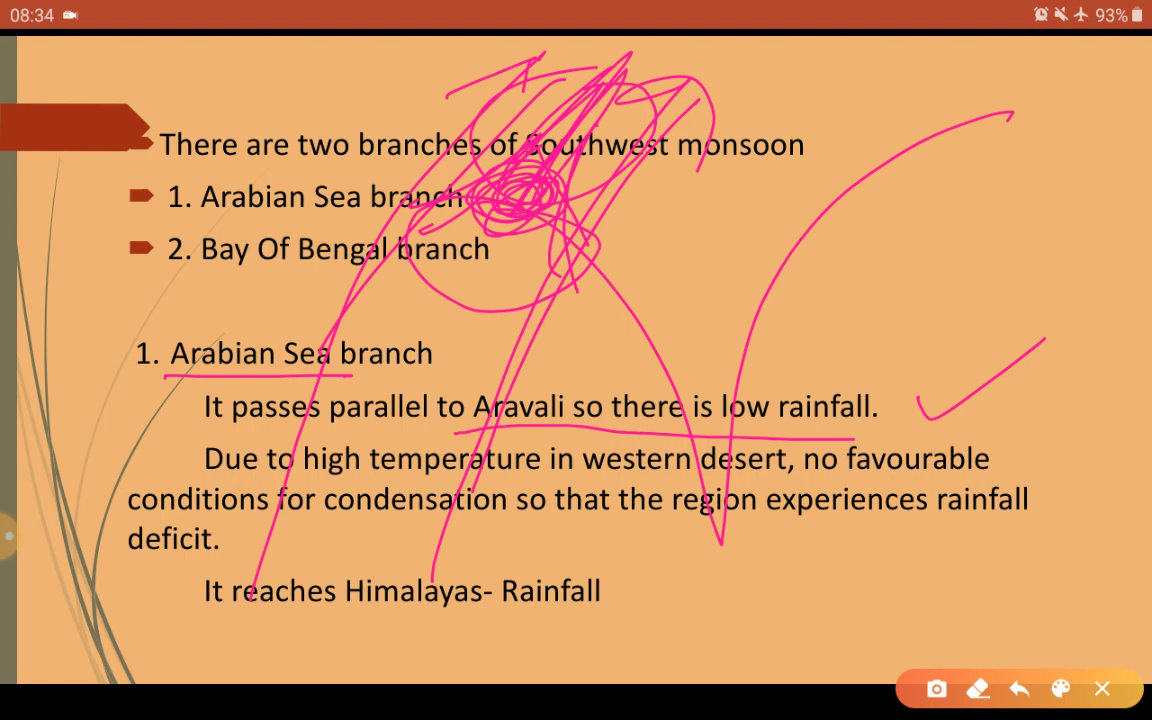 08:34
93%
There are two branches of Southwest monsoon
1. Arabian Sea branch
2. Bay Of Bengal branch
1. Arabian Sea branch
It passes parallel to Aravali so there is low rainfall.
Due to high temperature in western desert, no favourable
conditions for condensation so that the region experiences rainfall
deficit.
It reaches Himalayas- Rainfall